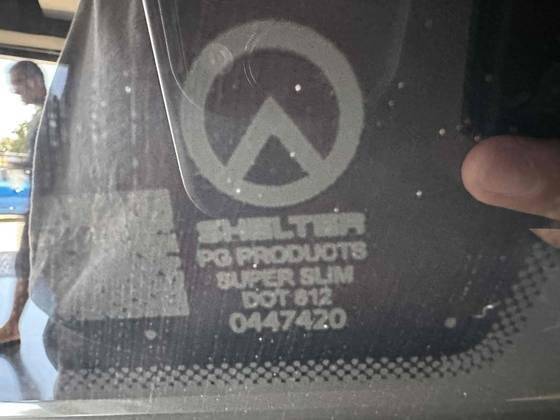 SHELTER
PG PRODUCTS
SUPER SLIM
DOT 612
0447420